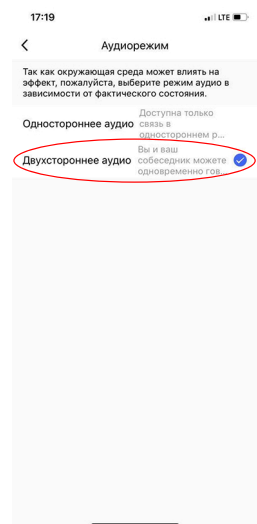 17:19
LTE
Аудиорежим
Так как окружающая среда может влиять на
эффект, пожалуйста, выберите режим аудио в
зависимости от фактического состояния.
Одностороннее аудио
Доступна только
связь в
одностороннем р...
Двухстороннее аудио
Вы и ваш
собеседник можете
одновременно гов...